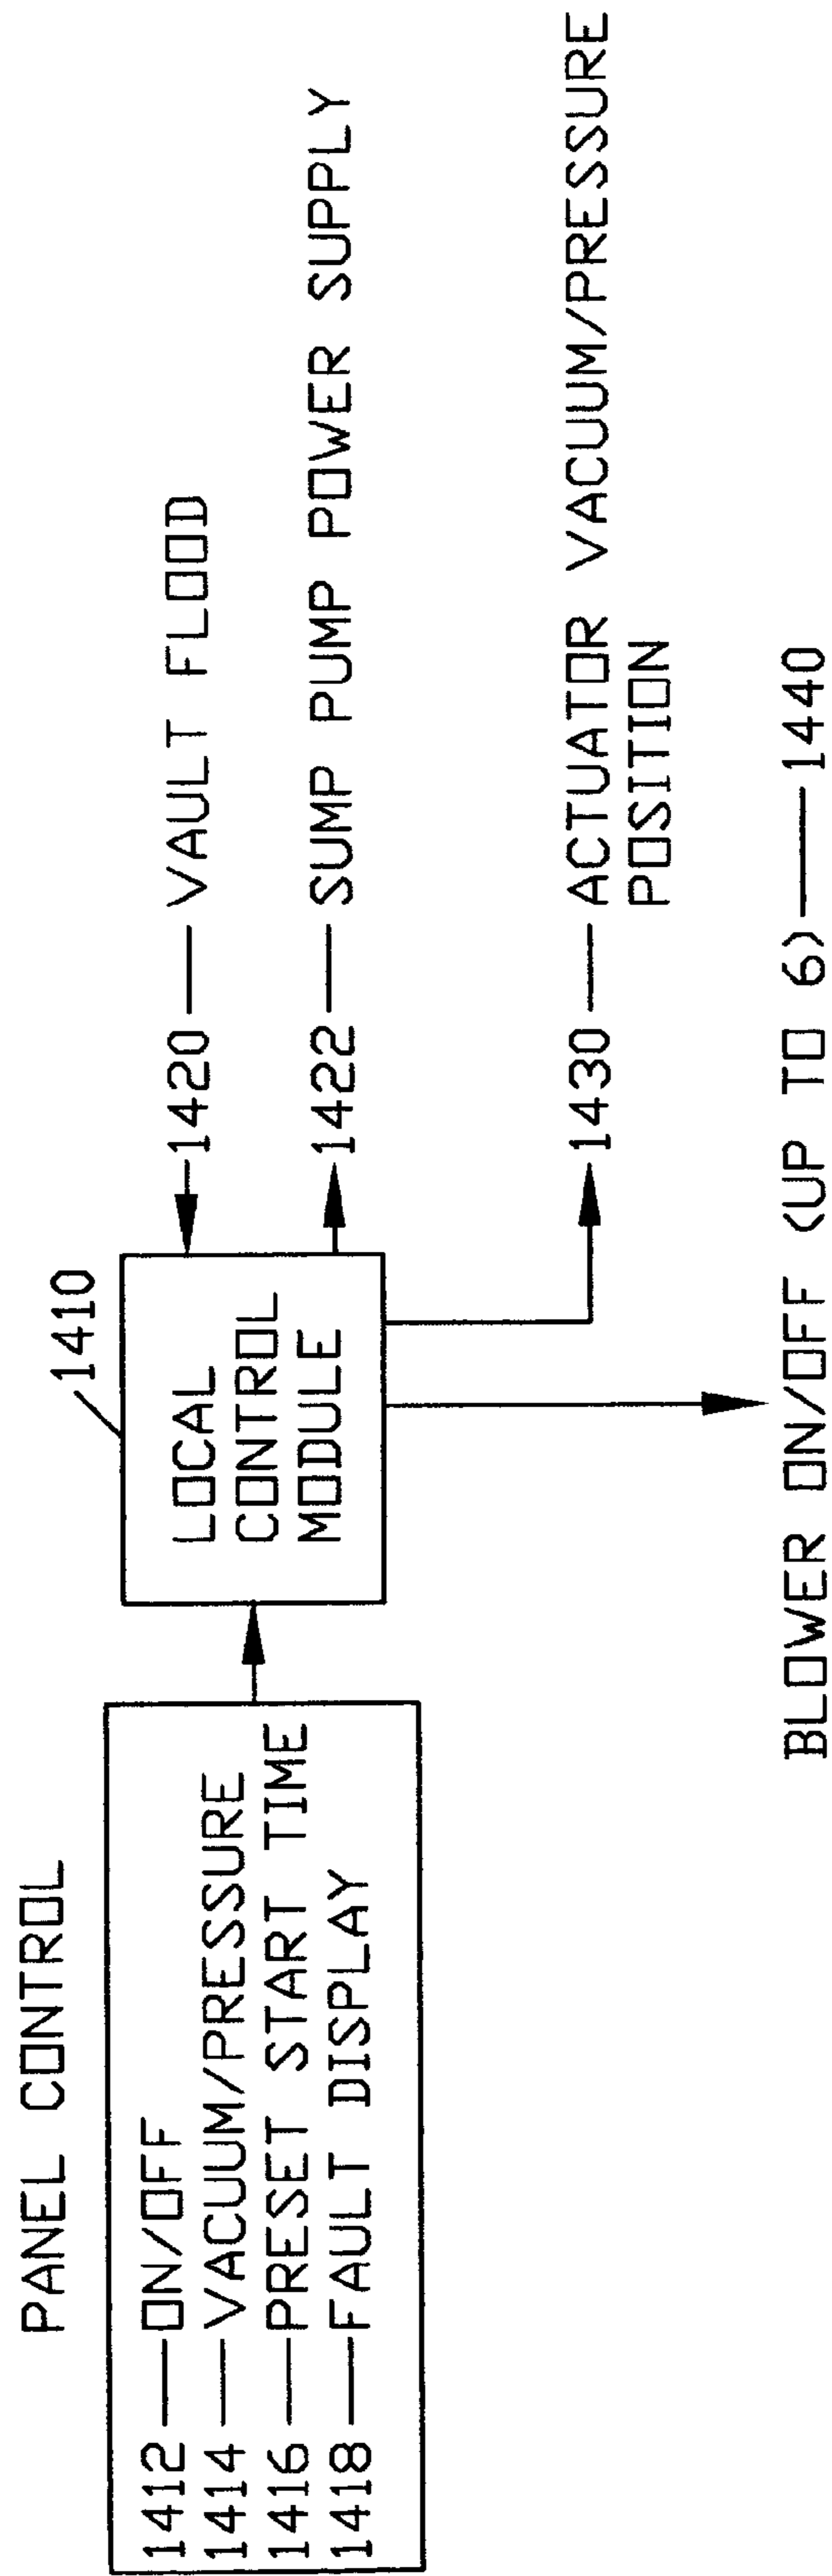 PANEL CONTROL
1412 ON/OFF
1414 VACUUM/PRESSURE
1416 PRESET START TIME
1418 FAULT DISPLAY
1410
LOCAL
CONTROL
MODULE
1420 VAULT FLOOD
1422 SUMP PUMP POWER SUPPLY
1430 ACTUATOR VACUUM/PRESSURE
POSITION
BLOWER ON/OFF (UP TO 6) 1440